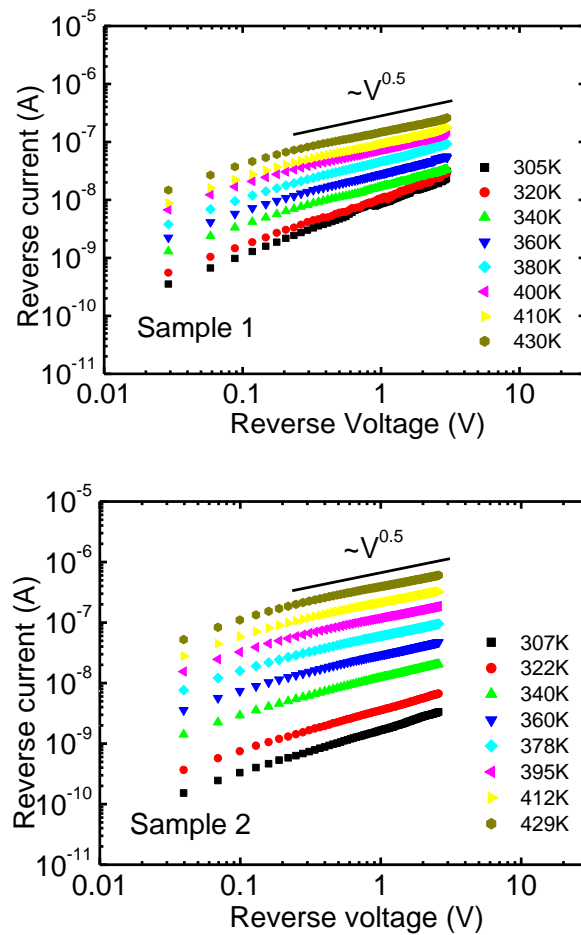 10^-5
10^-6
10^-7
10^-8
10^-9
10^-10
10^-11
Reverse current (A)
~V^0.5
305K
320K
340K
360K
380K
400K
410K
430K
Sample 1
0.01 0.1 1 10
Reverse Voltage (V)
10^-5
10^-6
10^-7
10^-8
10^-9
10^-10
10^-11
Reverse current (A)
~V^0.5
307K
322K
340K
360K
378K
395K
412K
429K
Sample 2
0.01 0.1 1 10
Reverse voltage (V)